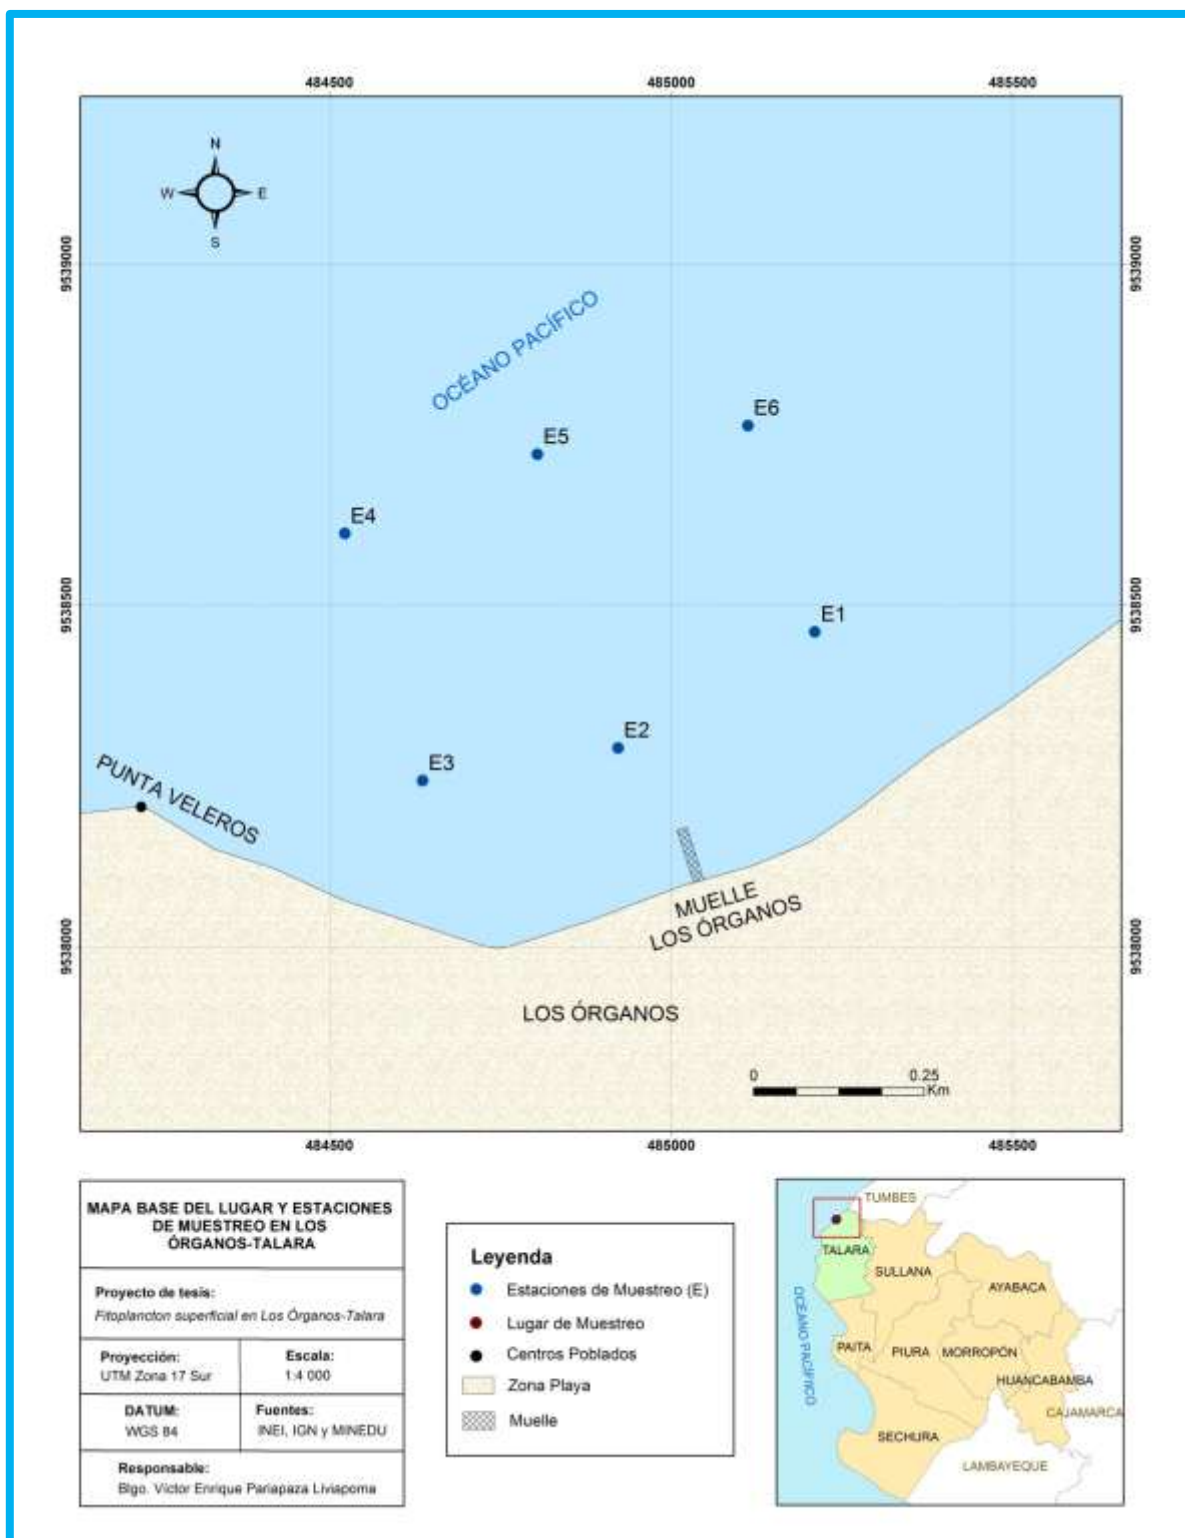 484500
485000
485500
N
W
E
S
9539000
9539000
OCÉANO PACÍFICO
E6
E5
E4
9538500
9538500
E1
E2
E3
PUNTA VELEROS
MUELLE
LOS ÓRGANOS
9538000
9538000
LOS ÓRGANOS
0
0.25
Km
484500
485000
485500
MAPA BASE DEL LUGAR Y ESTACIONES
DE MUESTREO EN LOS
ÓRGANOS-TALARA
Proyecto de tesis:
Fitoplancton superficial en Los Órganos-Talara
Proyección:
UTM Zona 17 Sur
Escala:
1:4 000
DATUM:
WGS 84
Fuentes:
INEI, IGN y MINEDU
Responsable:
Blgo. Víctor Enrique Pariapaza Liviapoma
Leyenda
Estaciones de Muestreo (E)
Lugar de Muestreo
Centros Poblados
Zona Playa
Muelle
TUMBES
TALARA
SULLANA
AYABACA
OCÉANO PACÍFICO
PAITA
PIURA
MORROPÓN
HUANCABAMBA
CAJAMARCA
SECHURA
LAMBAYEQUE